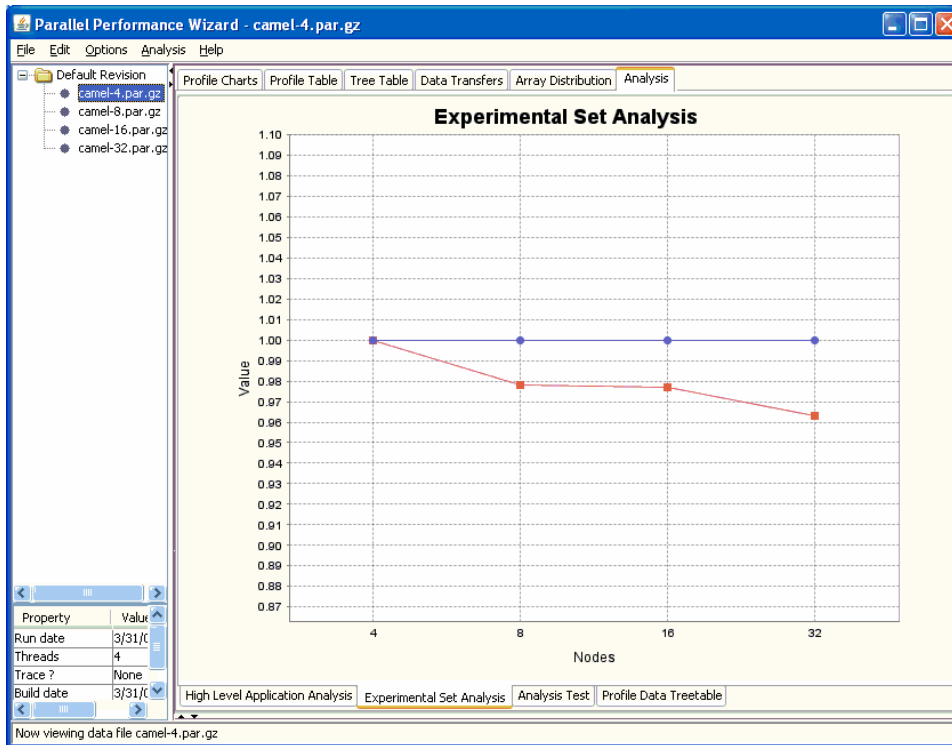 Parallel Performance Wizard - camel-4.par.gz
File Edit Options Analysis Help
Default Revision
camel-4.par.gz
camel-8.par.gz
camel-16.par.gz
camel-32.par.gz
Profile Charts Profile Table Tree Table Data Transfers Array Distribution Analysis
Experimental Set Analysis
1.10
1.09
1.08
1.07
1.06
1.05
1.04
1.03
1.02
1.01
1.00
0.99
0.98
0.97
0.96
0.95
0.94
0.93
0.92
0.91
0.90
0.89
0.88
0.87
Value
4 8 16 32
Nodes
Property Value
Run date 3/31/0
Threads 4
Trace ? None
Build date 3/31/0
High Level Application Analysis Experimental Set Analysis Analysis Test Profile Data Treetable
Now viewing data file camel-4.par.gz